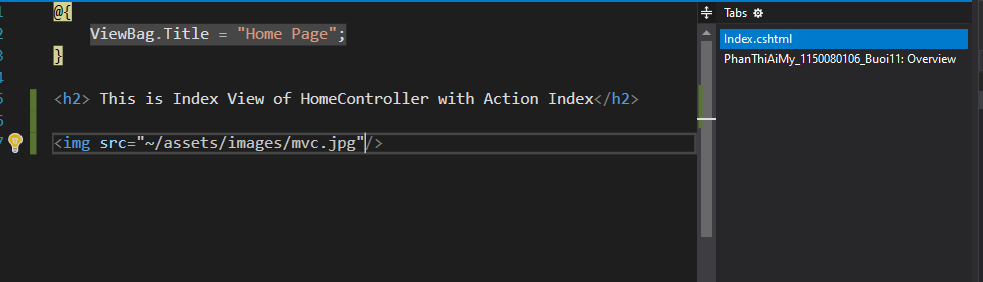 1 @{
2 ViewBag.Title = "Home Page";
3 }
4
5 <h2> This is Index View of HomeController with Action Index</h2>
6
7 <img src="~/assets/images/mvc.jpg"/>
Tabs
Index.cshtml
PhanThiAiMy_1150080106_Buoi11: Overview